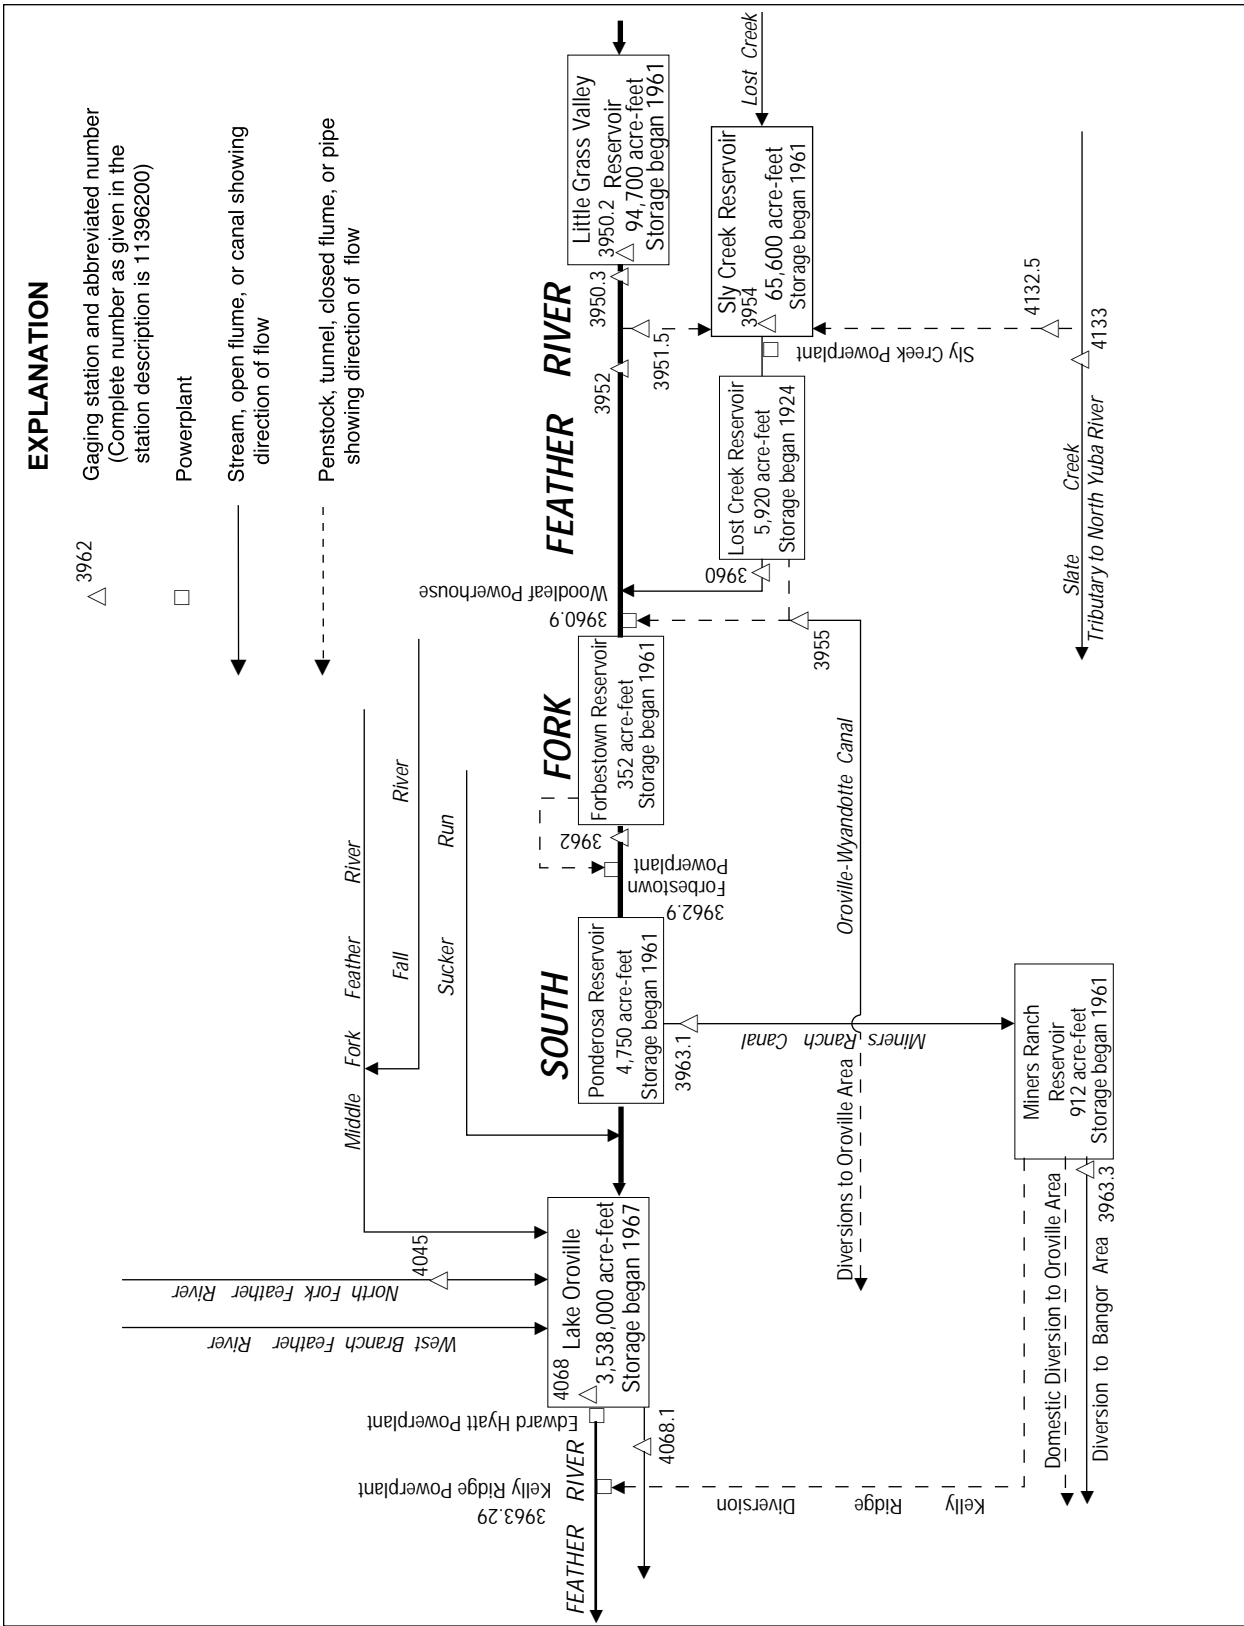 EXPLANATION
3962
Gaging station and abbreviated number
(Complete number as given in the
station description is 11396200)
Powerplant
Stream, open flume, or canal showing
direction of flow
Penstock, tunnel, closed flume, or pipe
showing direction of flow
SOUTH FORK FEATHER RIVER
Little Grass Valley
3950.2 Reservoir
94,700 acre-feet
Storage began 1961
3950.3
3951.5
3952
Lost Creek
Sly Creek Reservoir
3954
65,600 acre-feet
Storage began 1961
Sly Creek Powerplant
4132.5
4133
Slate Creek
Tributary to North Yuba River
Lost Creek Reservoir
5,920 acre-feet
Storage began 1924
3960
Woodleaf Powerhouse
3960.9
3955
Oroville-Wyandotte Canal
Diversions to Oroville Area
Forbestown Reservoir
352 acre-feet
Storage began 1961
3962
Forbestown
Powerplant
3962.9
Ponderosa Reservoir
4,750 acre-feet
Storage began 1961
3963.1
Miners Ranch Canal
Miners Ranch
Reservoir
912 acre-feet
Storage began 1961
3963.3
Diversion to Bangor Area
Domestic Diversion to Oroville Area
Kelly Ridge Diversion
Middle Fork Feather River
Fall River
Sucker Run
4045
North Fork Feather River
West Branch Feather River
4068
Lake Oroville
3,538,000 acre-feet
Storage began 1967
Edward Hyatt Powerplant
4068.1
Kelly Ridge Powerplant
3963.29
FEATHER RIVER